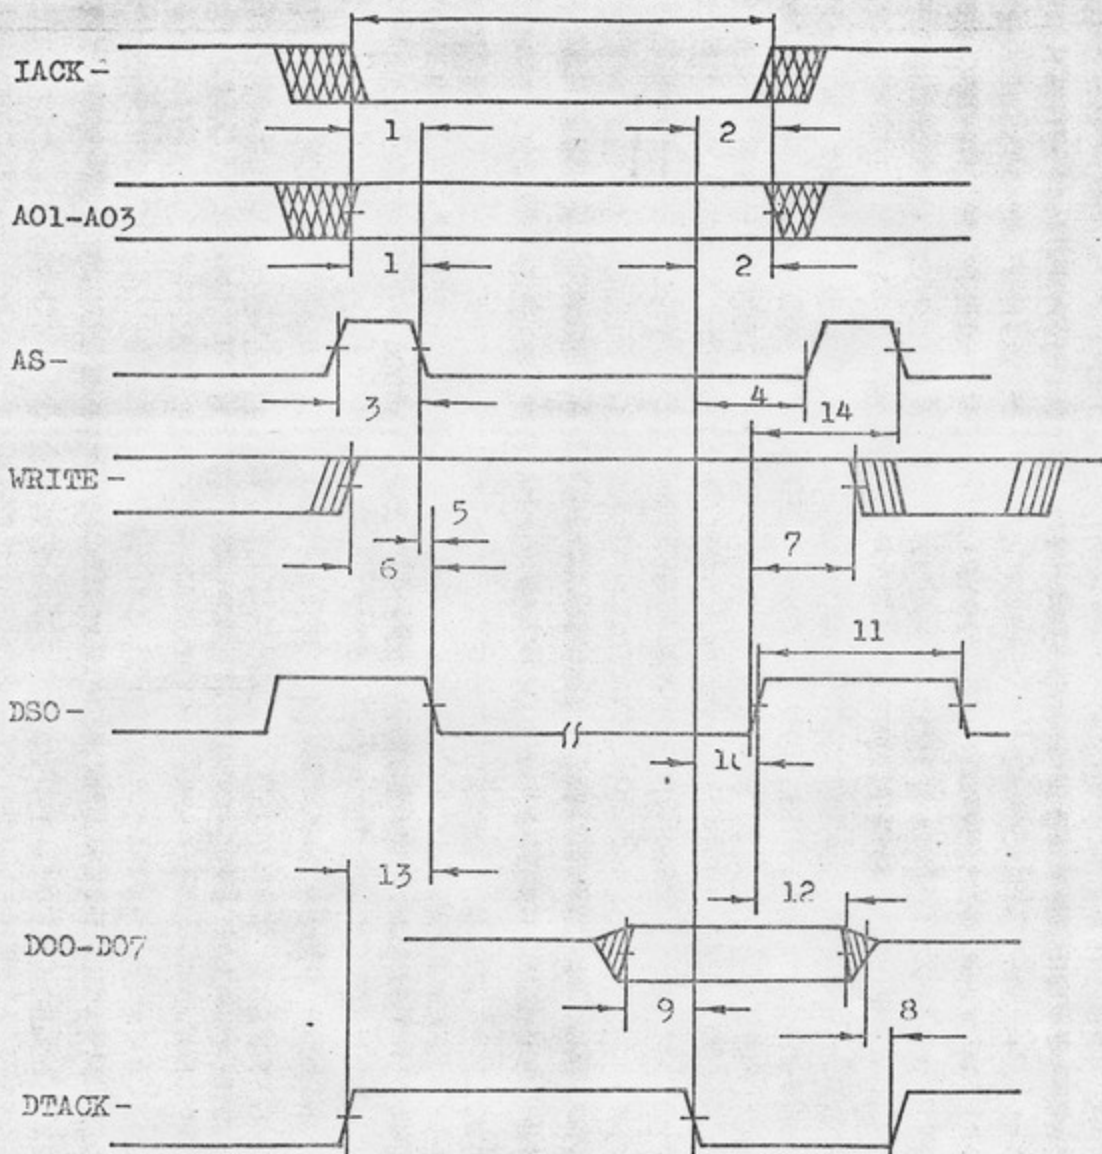 IACK-
1 2
A01-A03
1 2
AS-
3 4 14
WRITE-
5
6 7
11
DS0-
10
13 12
D00-D07
9 8
DTACK-